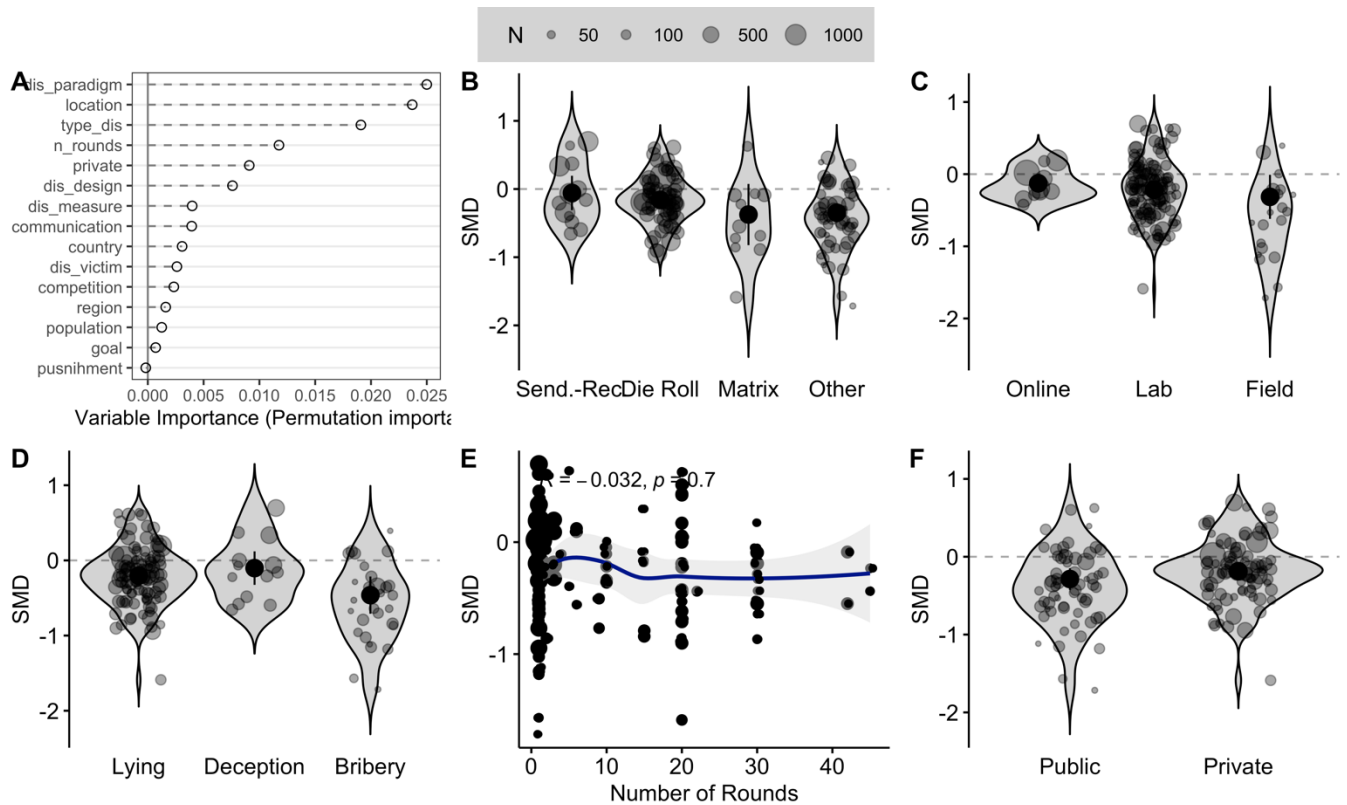 N 50 100 500 1000
A
dis_paradigm
location
type_dis
n_rounds
private
dis_design
dis_measure
communication
country
dis_victim
competition
region
population
goal
pusnihment
0.000 0.005 0.010 0.015 0.020 0.025
Variable Importance (Permutation importa
B
SMD
1
0
-1
-2
Send.-Rec Die Roll Matrix Other
C
SMD
1
0
-1
-2
Online Lab Field
D
SMD
1
0
-1
-2
Lying Deception Bribery
E
SMD
0
-1
= −0.032, p = 0.7
0 10 20 30 40
Number of Rounds
F
SMD
1
0
-1
-2
Public Private